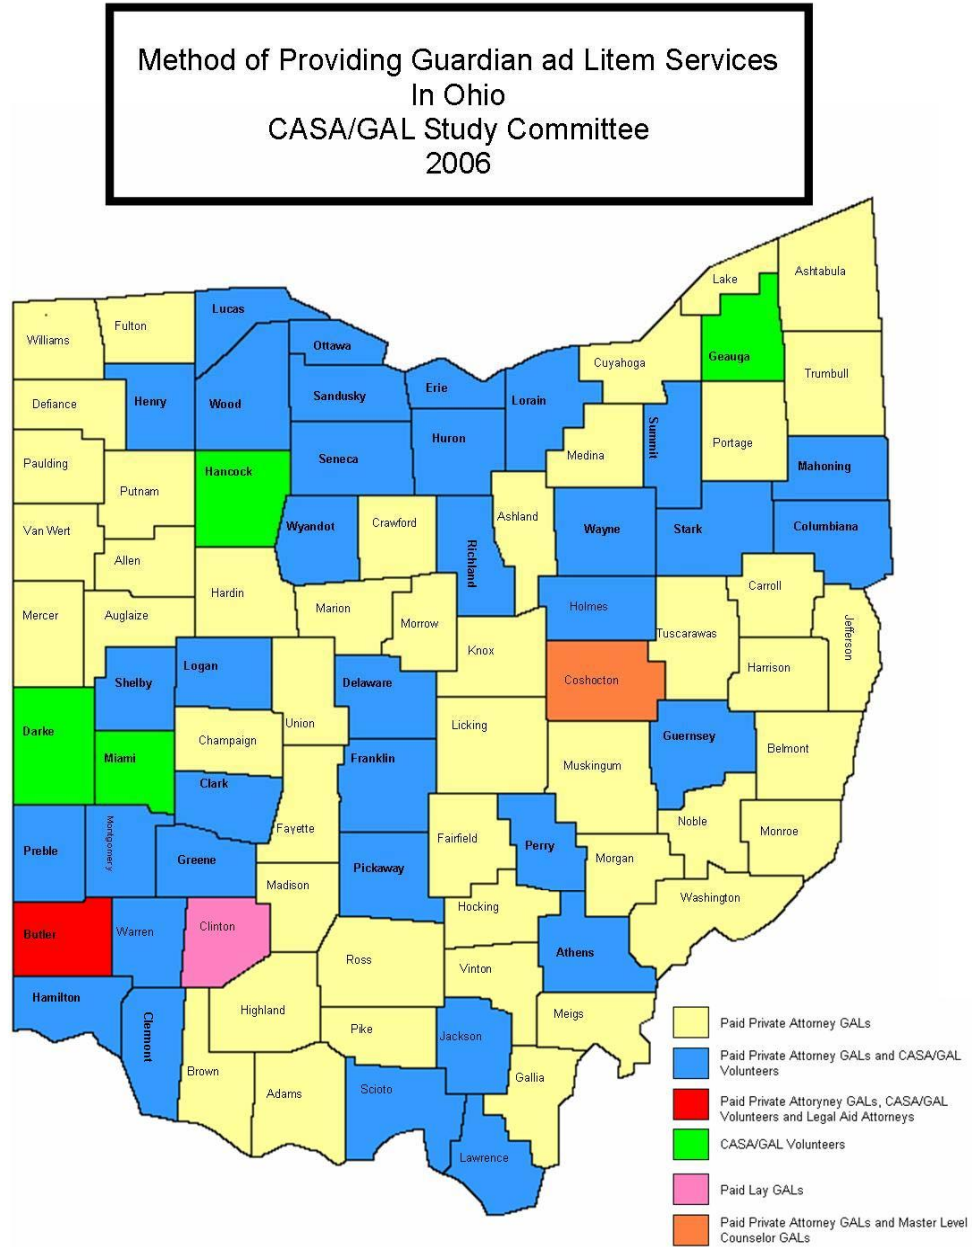 Method of Providing Guardian ad Litem Services
In Ohio
CASA/GAL Study Committee
2006
Ashtabula
Lake
Lucas
Fulton
Williams
Ottawa
Geauga
Cuyahoga
Trumbull
Erie
Sandusky
Lorain
Henry
Wood
Defiance
Huron
Summit
Portage
Medina
Seneca
Paulding
Mahoning
Hancock
Putnam
Ashland
Crawford
Wyandot
Wayne
Stark
Columbiana
Van Wert
Allen
Richland
Carroll
Hardin
Marion
Holmes
Mercer
Auglaize
Morrow
Tuscarawas
Jefferson
Knox
Logan
Harrison
Shelby
Delaware
Coshocton
Union
Licking
Darke
Champaign
Guernsey
Belmont
Miami
Franklin
Muskingum
Clark
Noble
Fayette
Monroe
Fairfield
Montgomery
Perry
Preble
Greene
Morgan
Pickaway
Madison
Washington
Hocking
Clinton
Warren
Butler
Athens
Ross
Vinton
Hamilton
Highland
Meigs
Pike
Clermont
Jackson
Brown
Gallia
Scioto
Adams
Lawrence
Paid Private Attorney GALs
Paid Private Attorney GALs and CASA/GAL
Volunteers
Paid Private Attoryney GALs, CASA/GAL
Volunteers and Legal Aid Attorneys
CASA/GAL Volunteers
Paid Lay GALs
Paid Private Attorney GALs and Master Level
Counselor GALs